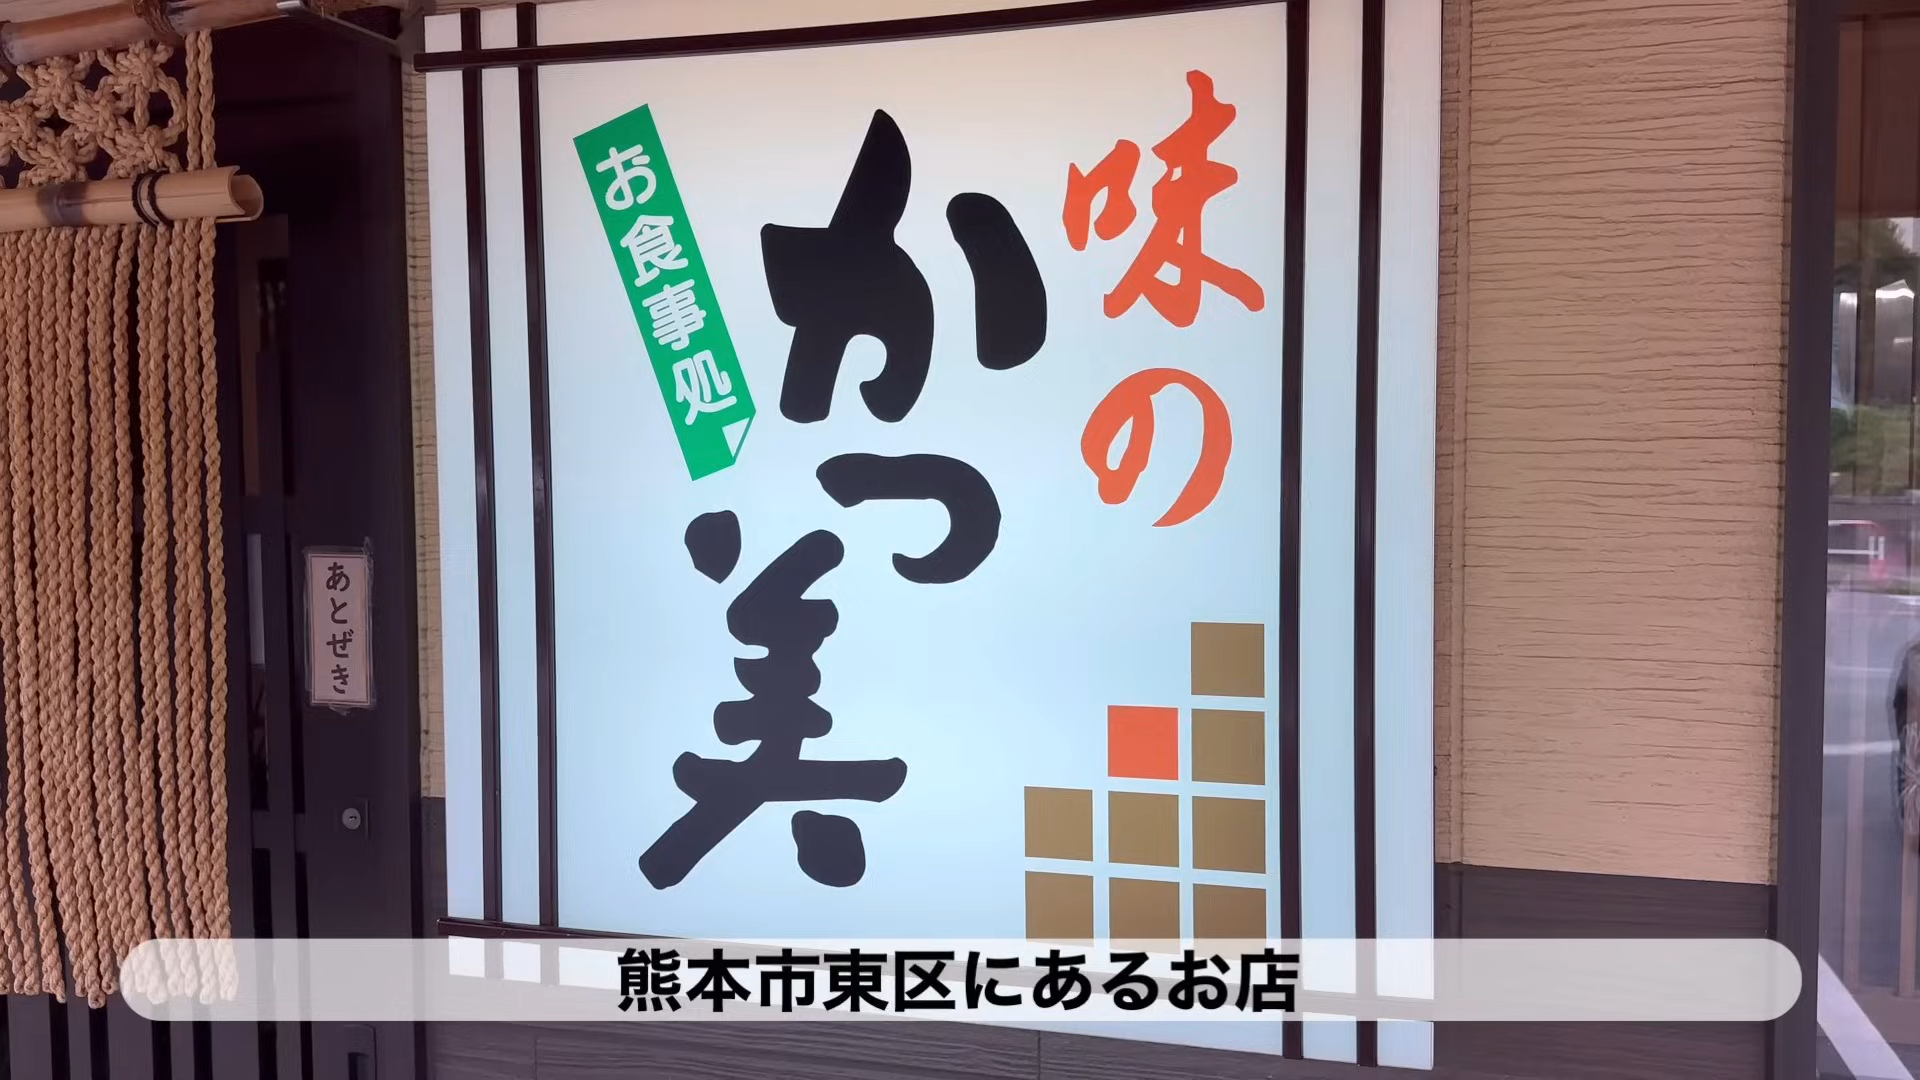 味の
かつ美
お食事処
あとぜき
熊本市東区にあるお店